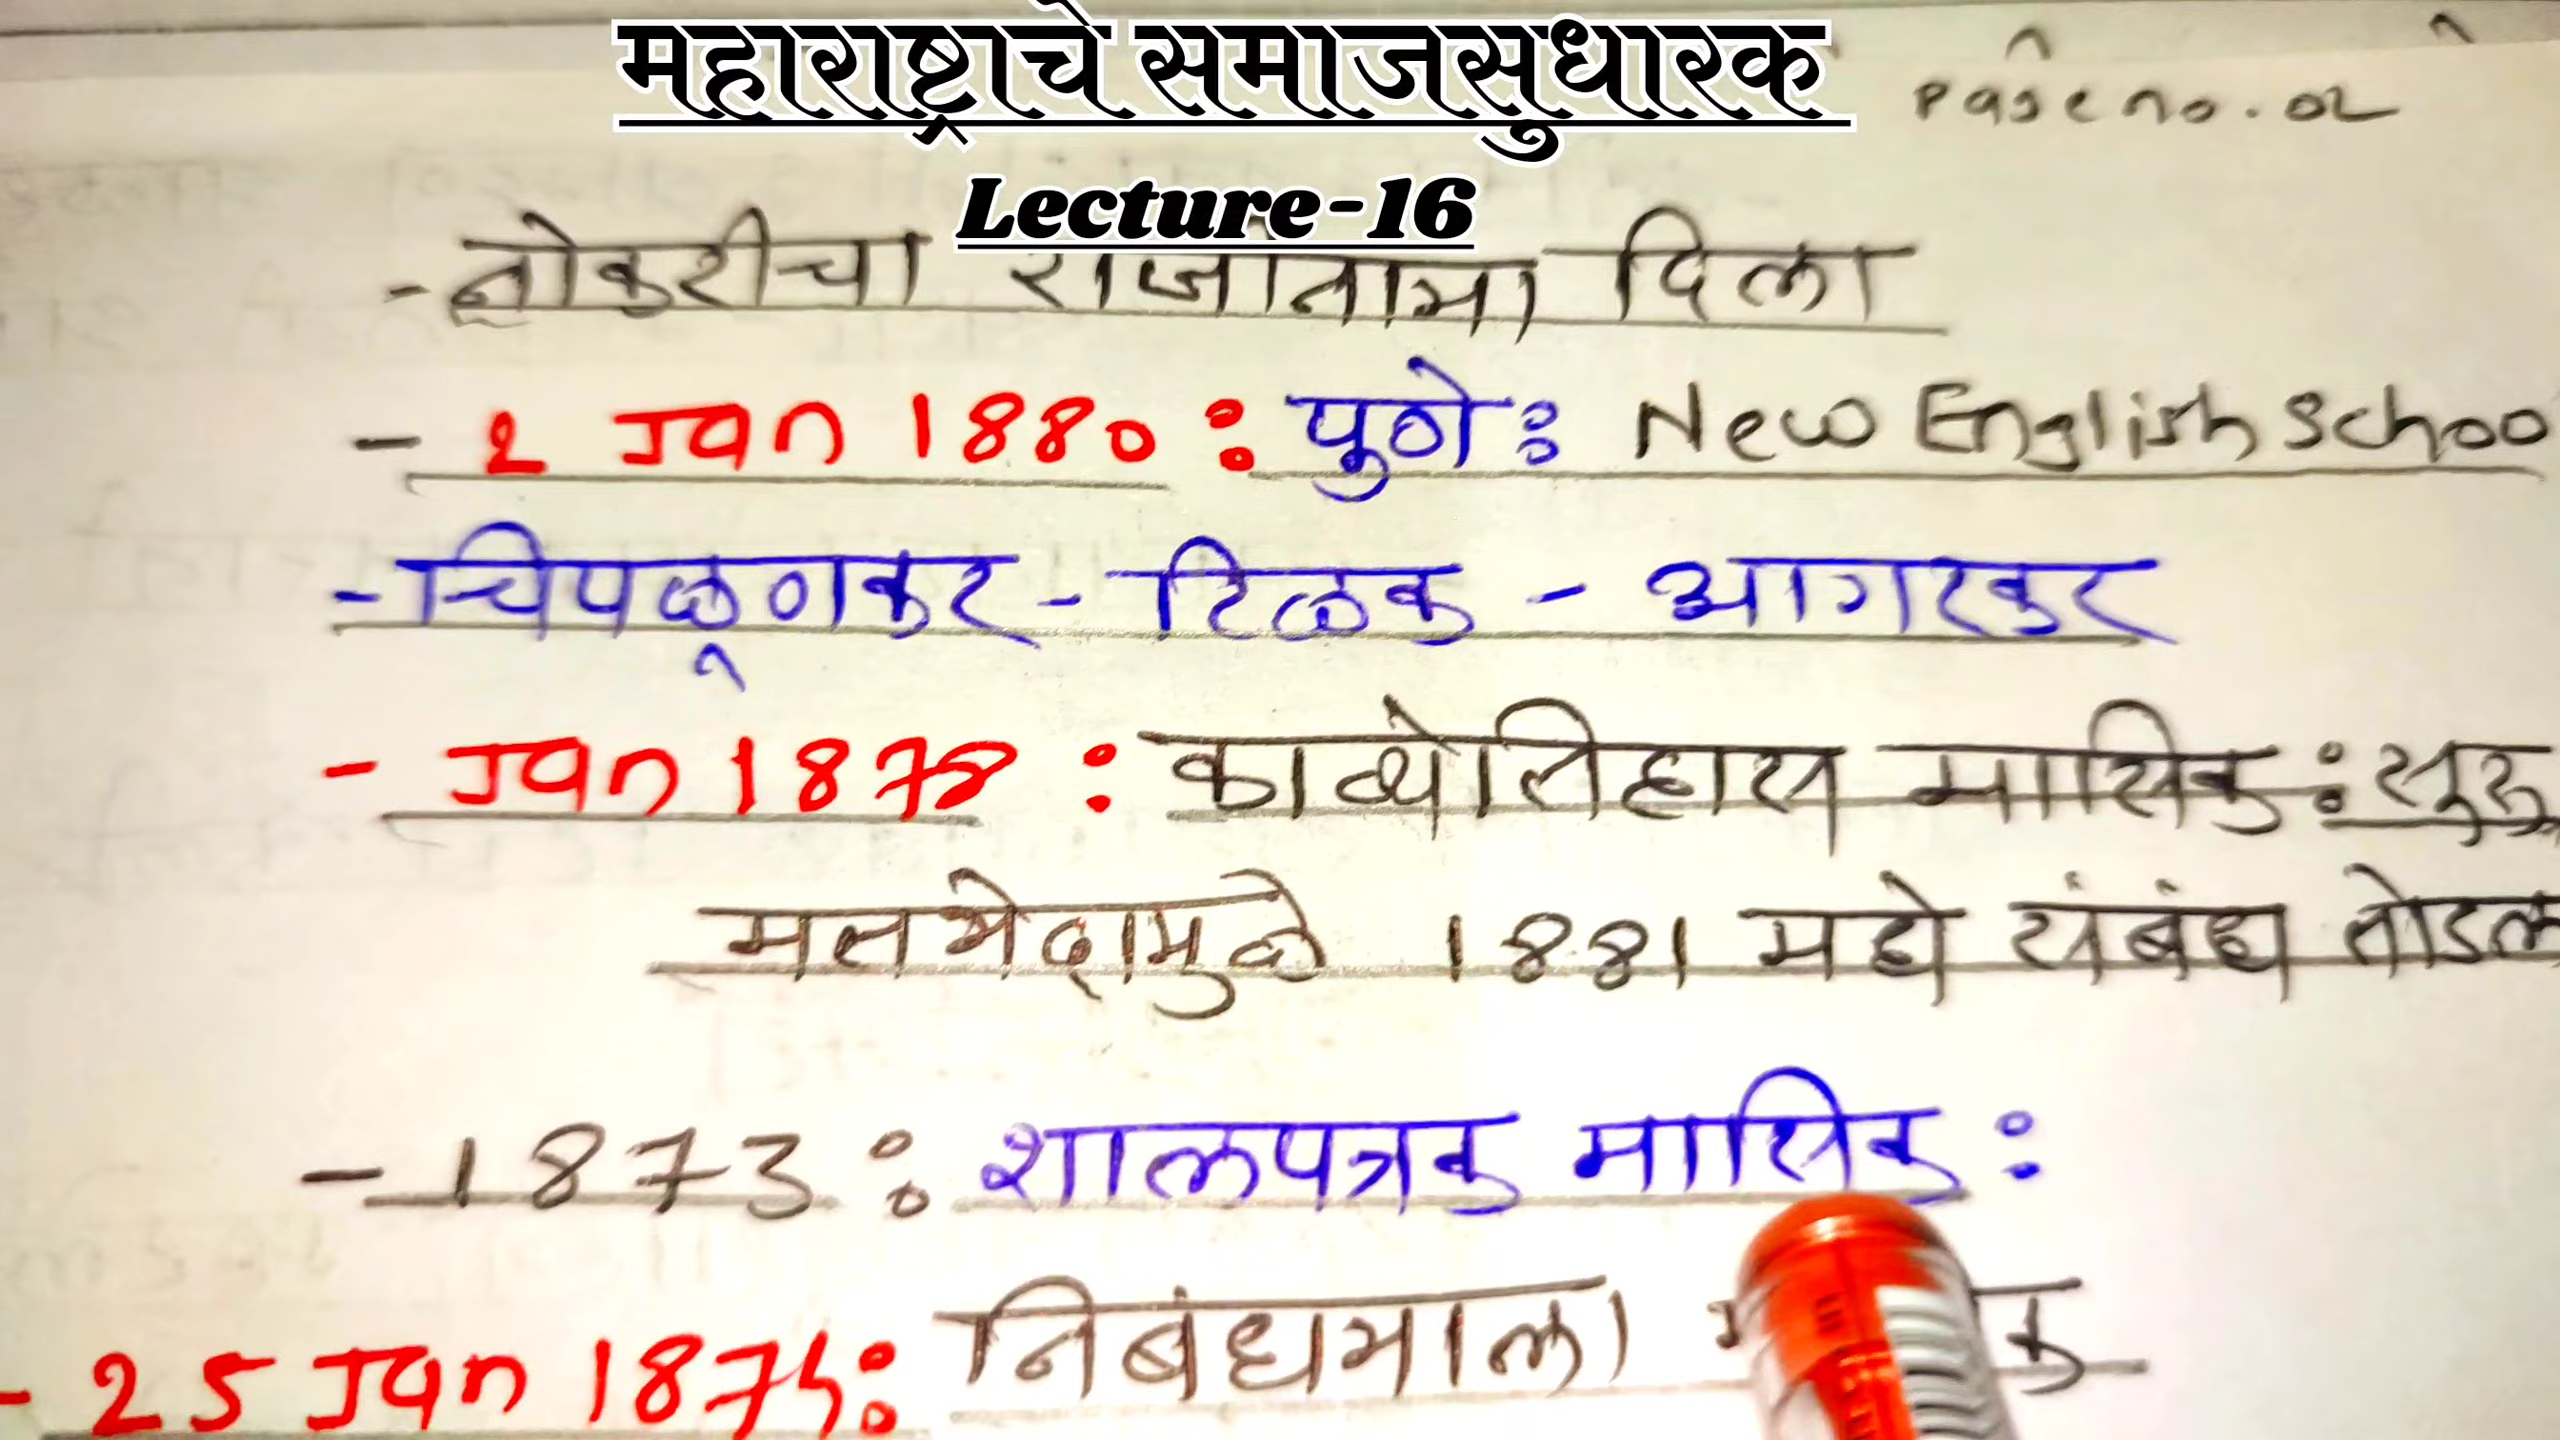 महाराष्ट्राचे समाजसुधारक
Page no. 02
Lecture-16
- नोकरीचा राजीनामा दिला
- 2 Jan 1880 : पुणे : New English Schoo
- चिपळूणकर - टिळक - आगरकर
- Jan 1878 : काव्येतिहास मासिक : सुरू
मतभेदामुळे 1881 मध्ये संबंध तोडल
- 1873 : शालपत्रक मासिक :
- 25 Jan 1874 : निबंधमाला